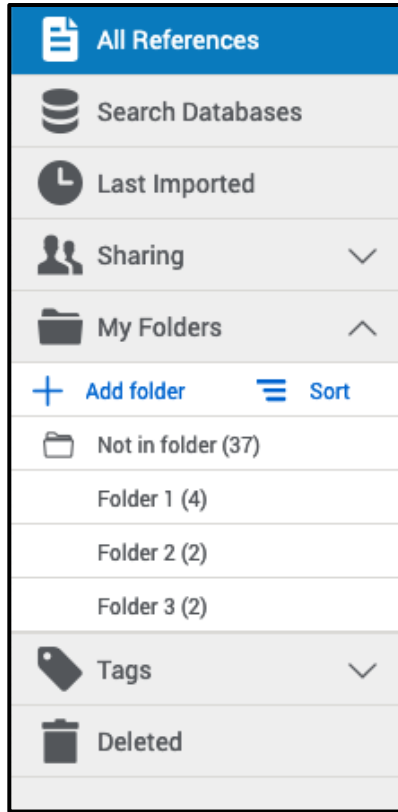 All References
Search Databases
Last Imported
Sharing
My Folders
Add folder Sort
Not in folder (37)
Folder 1 (4)
Folder 2 (2)
Folder 3 (2)
Tags
Deleted